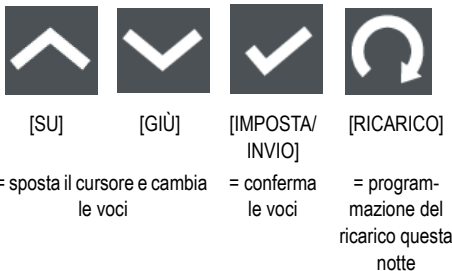 [SU] [GIÙ] [IMPOSTA/ [RICARICO]
INVIO]
= sposta il cursore e cambia = conferma = program-
le voci le voci mazione del
ricarico questa
notte